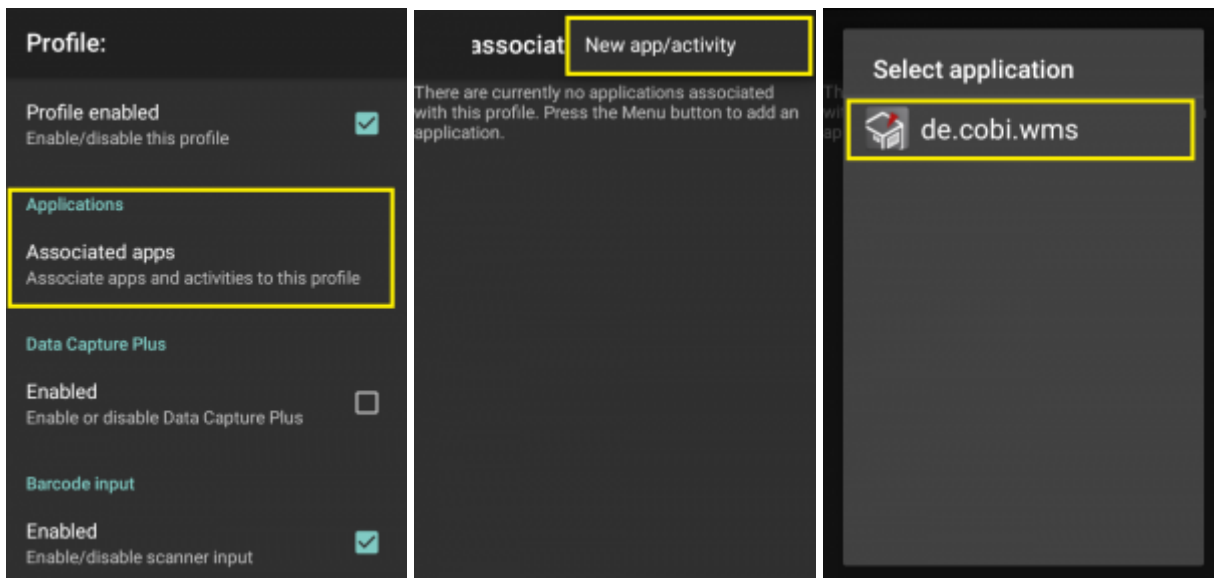 Profile:
Profile enabled
Enable/disable this profile
Applications
Associated apps
Associate apps and activities to this profile
Data Capture Plus
Enabled
Enable or disable Data Capture Plus
Barcode input
Enabled
Enable/disable scanner input
associat
New app/activity
There are currently no applications associated
with this profile. Press the Menu button to add an
application.
Select application
de.cobi.wms